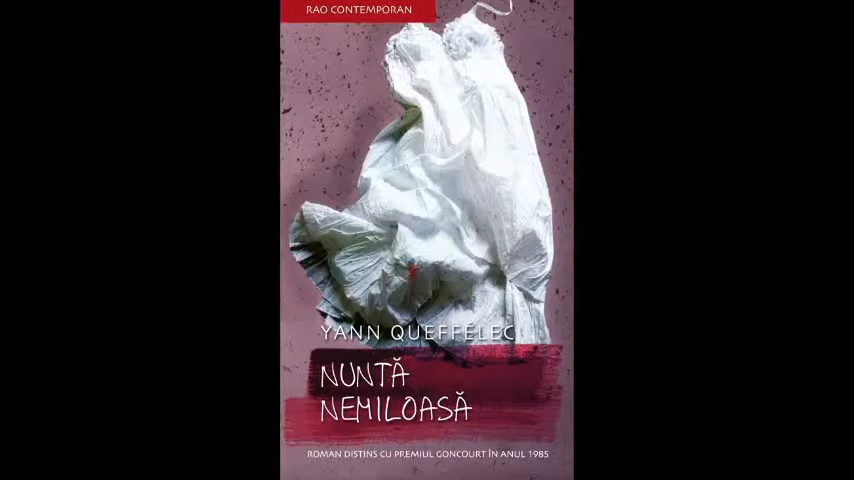 RAO CONTEMPORAN
YANN QUEFFÉLEC
NUNTĂ
NEMILOASĂ
ROMAN DISTINS CU PREMIUL GONCOURT ÎN ANUL 1985